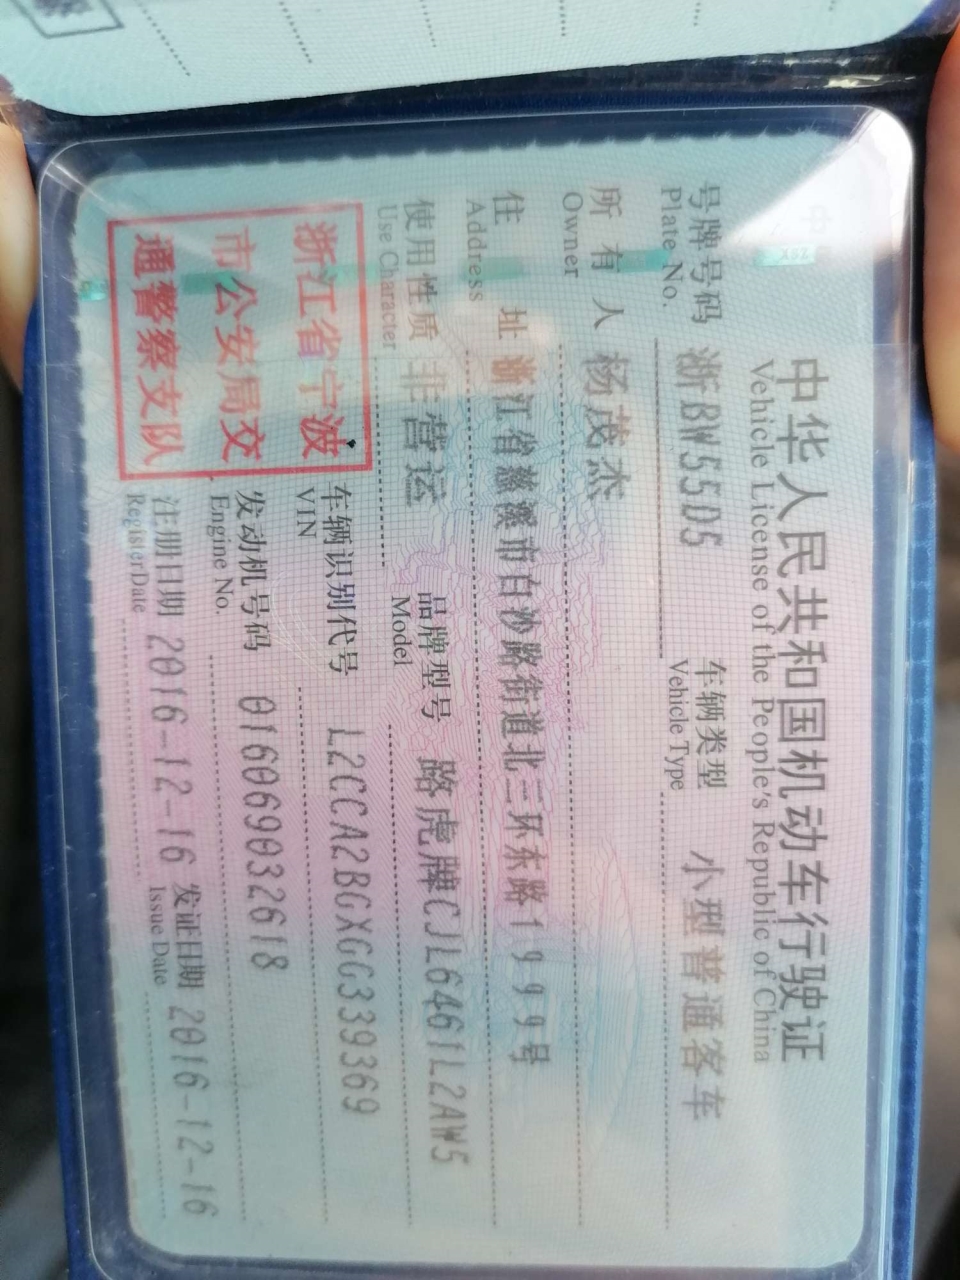 中华人民共和国机动车行驶证
Vehicle License of the People's Republic of China
号牌号码 浙BW55D5 车辆类型 小型普通客车
Plate No. Vehicle Type
所有人 杨茂杰
Owner
住址 浙江省慈溪市白沙路街道北三环东路1999号
Address
使用性质 非营运 品牌型号 路虎牌CJL6461L2AW5
Use Character Model
浙江省宁波
市公安局交
通警察支队
车辆识别代号 L2CCA2BGXGG339369
VIN
发动机号码 016069032618
Engine No.
注册日期 2016-12-16 发证日期 2016-12-16
Register Date Issue Date